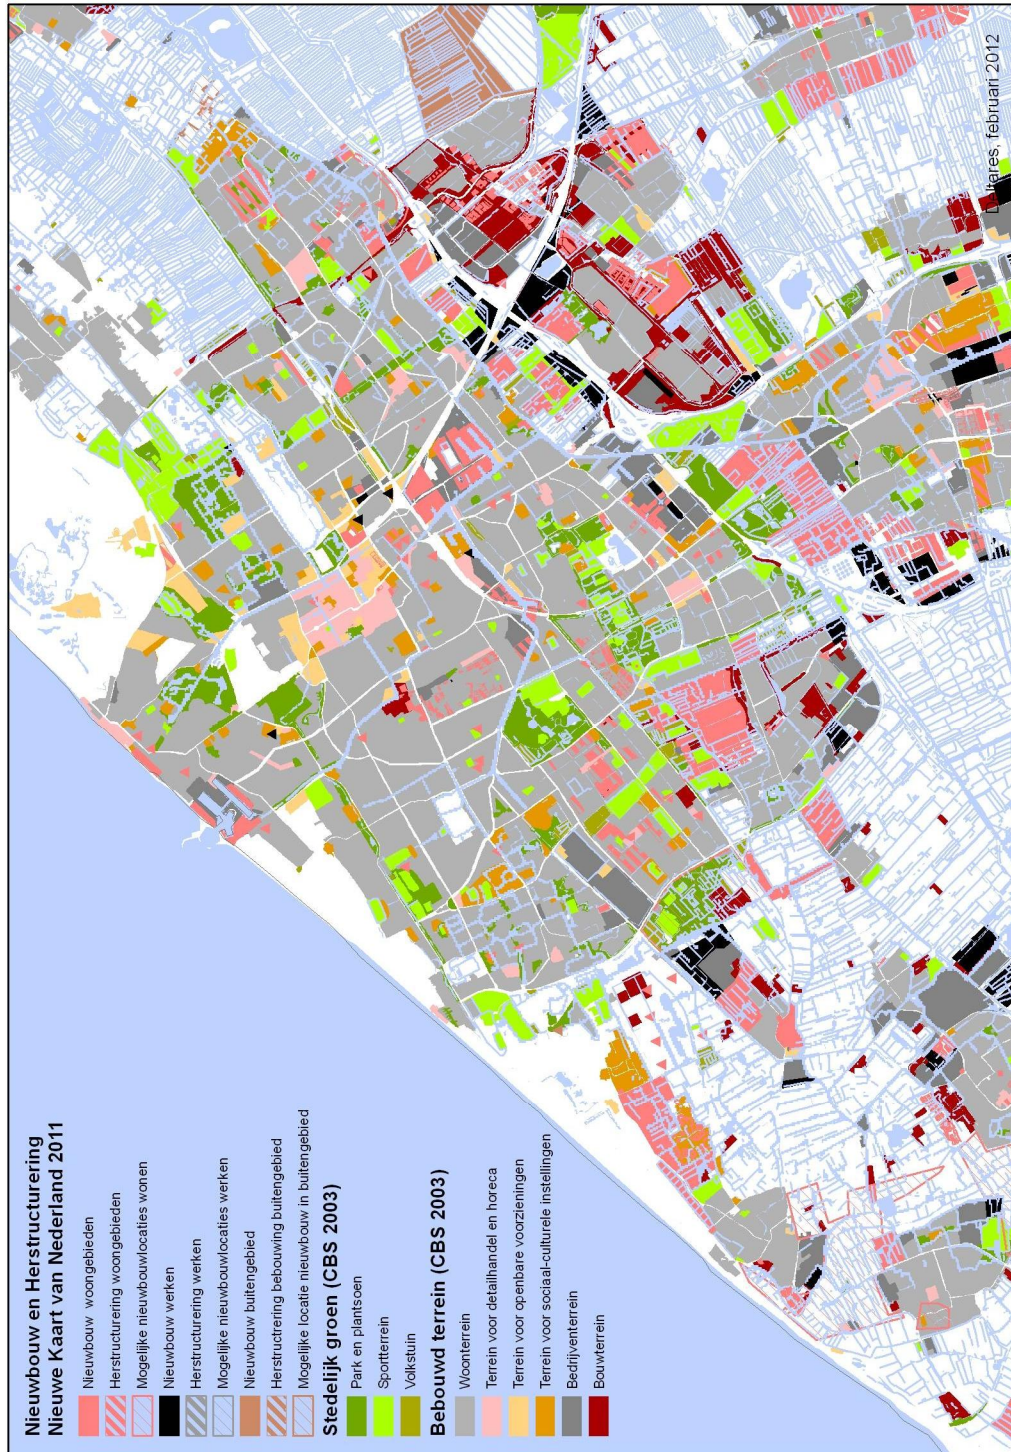 Nieuwbouw en Herstructurering
Nieuwe Kaart van Nederland 2011
Nieuwbouw woongebieden
Herstructurering woongebieden
Mogelijke nieuwbouwlocaties wonen
Nieuwbouw werken
Herstructurering werken
Mogelijke nieuwbouwlocaties werken
Nieuwbouw buitengebied
Herstructrering bebouwing buitengebied
Mogelijke locatie nieuwbouw in buitengebied
Stedelijk groen (CBS 2003)
Park en plantsoen
Sportterrein
Volkstuin
Bebouwd terrein (CBS 2003)
Woonterrein
Terrein voor detailhandel en horeca
Terrein voor openbare voorzieningen
Terrein voor sociaal-culturele instellingen
Bedrijventerrein
Bouwterrein
Deltares, februari 2012